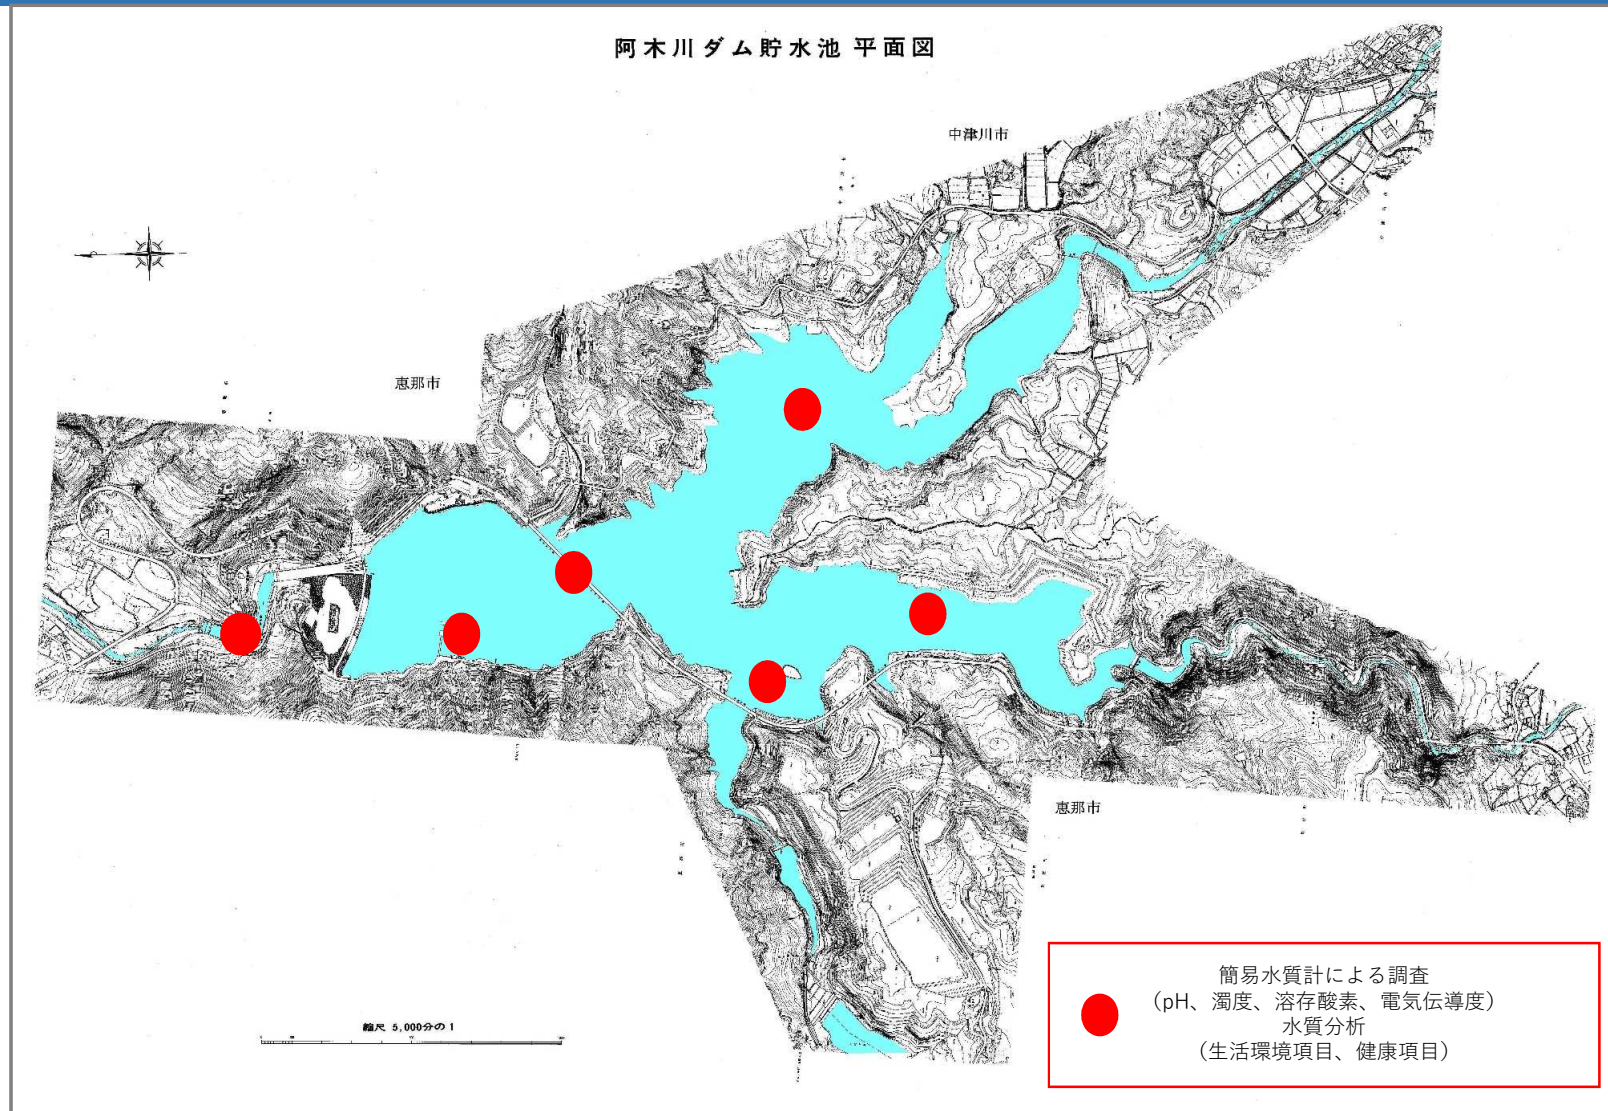 阿木川ダム貯水池 平面図
中津川市
恵那市
恵那市
縮尺 5,000分の1
簡易水質計による調査
(pH、濁度、溶存酸素、電気伝導度)
水質分析
(生活環境項目、健康項目)